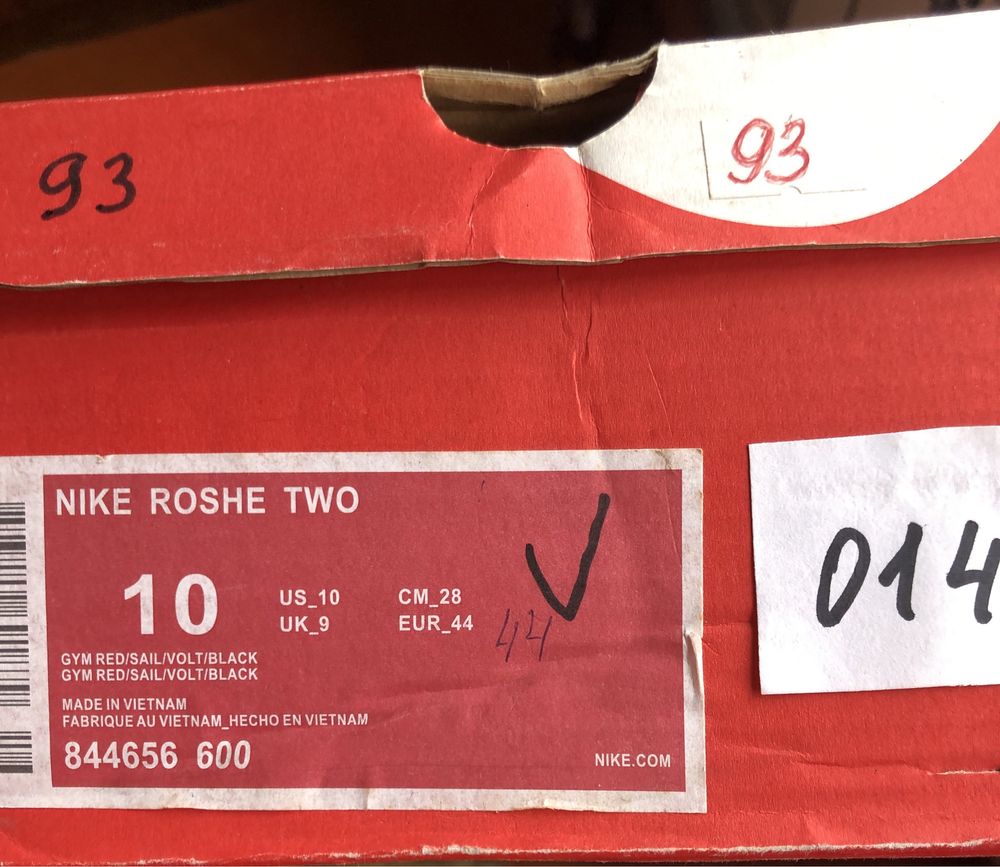 93
93
NIKE ROSHE TWO
10
US_10
CM_28
UK_9
EUR_44
44
GYM RED/SAIL/VOLT/BLACK
GYM RED/SAIL/VOLT/BLACK
MADE IN VIETNAM
FABRIQUE AU VIETNAM_HECHO EN VIETNAM
844656 600
NIKE.COM
014